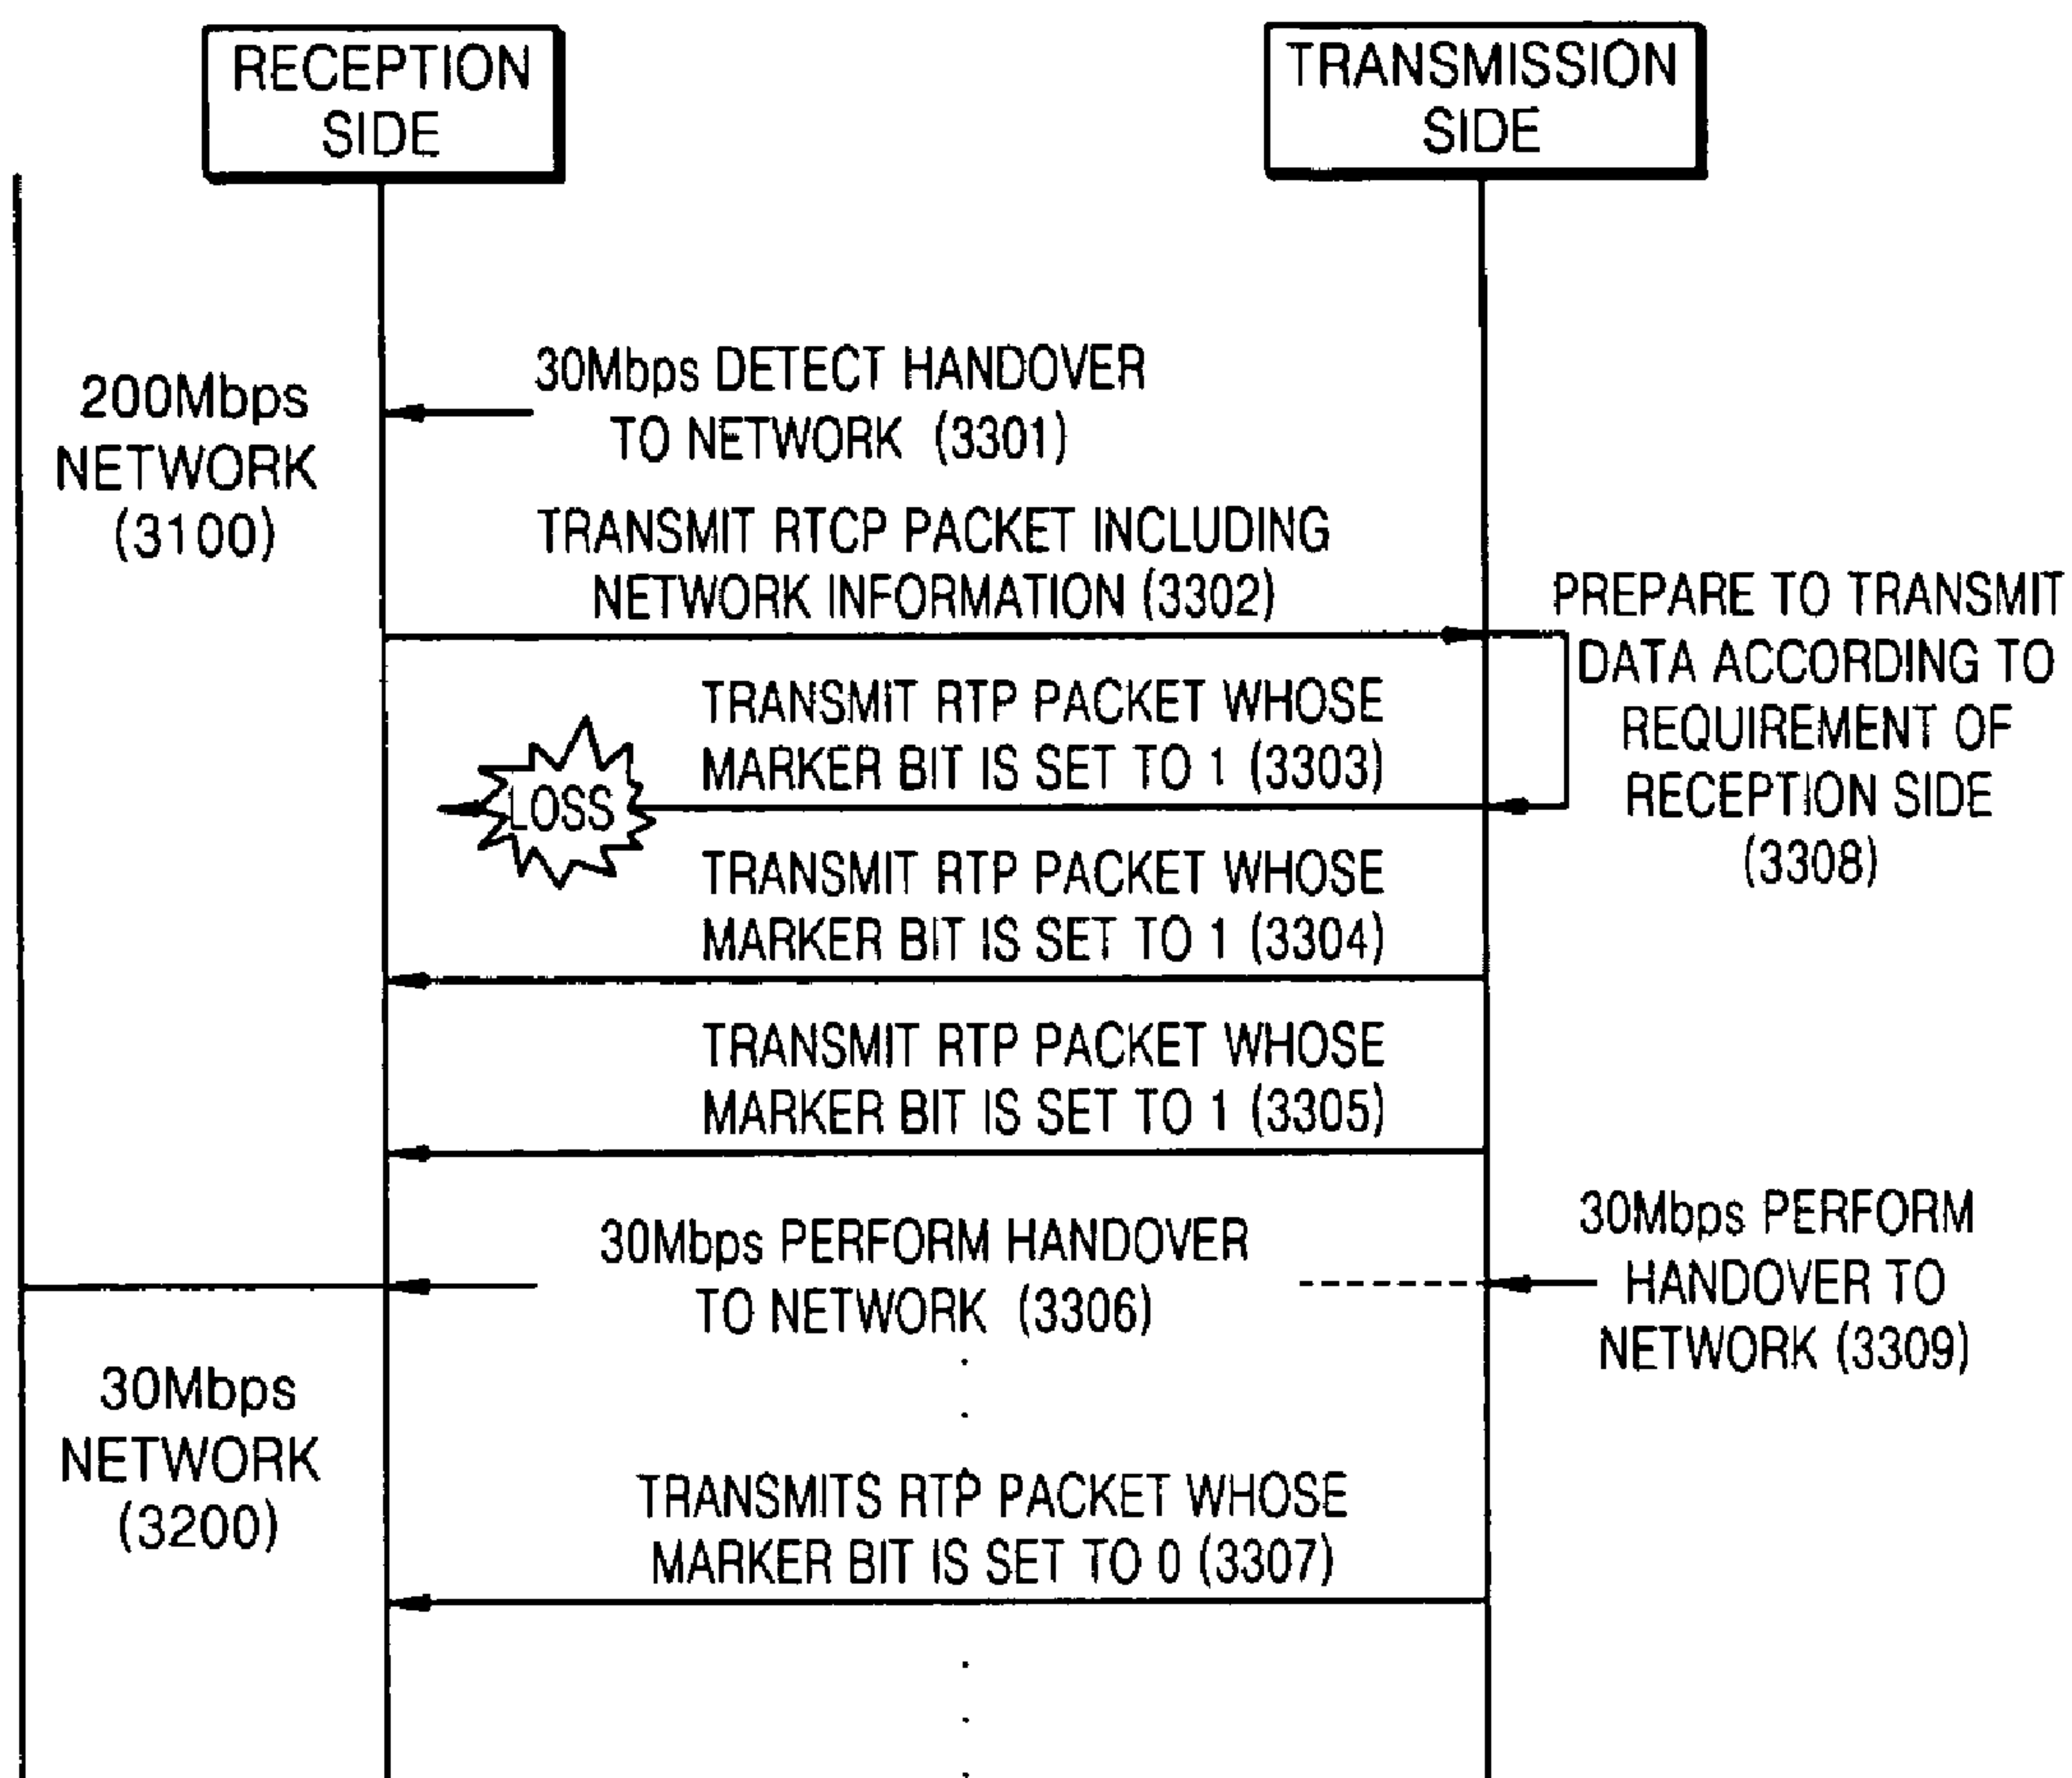 RECEPTION
SIDE
TRANSMISSION
SIDE
200Mbps
NETWORK
(3100)
30Mbps DETECT HANDOVER
TO NETWORK (3301)
TRANSMIT RTCP PACKET INCLUDING
NETWORK INFORMATION (3302)
PREPARE TO TRANSMIT
DATA ACCORDING TO
REQUIREMENT OF
RECEPTION SIDE
(3308)
TRANSMIT RTP PACKET WHOSE
MARKER BIT IS SET TO 1 (3303)
LOSS
TRANSMIT RTP PACKET WHOSE
MARKER BIT IS SET TO 1 (3304)
TRANSMIT RTP PACKET WHOSE
MARKER BIT IS SET TO 1 (3305)
30Mbps PERFORM HANDOVER
TO NETWORK (3306)
30Mbps PERFORM
HANDOVER TO
NETWORK (3309)
30Mbps
NETWORK
(3200)
TRANSMITS RTP PACKET WHOSE
MARKER BIT IS SET TO 0 (3307)